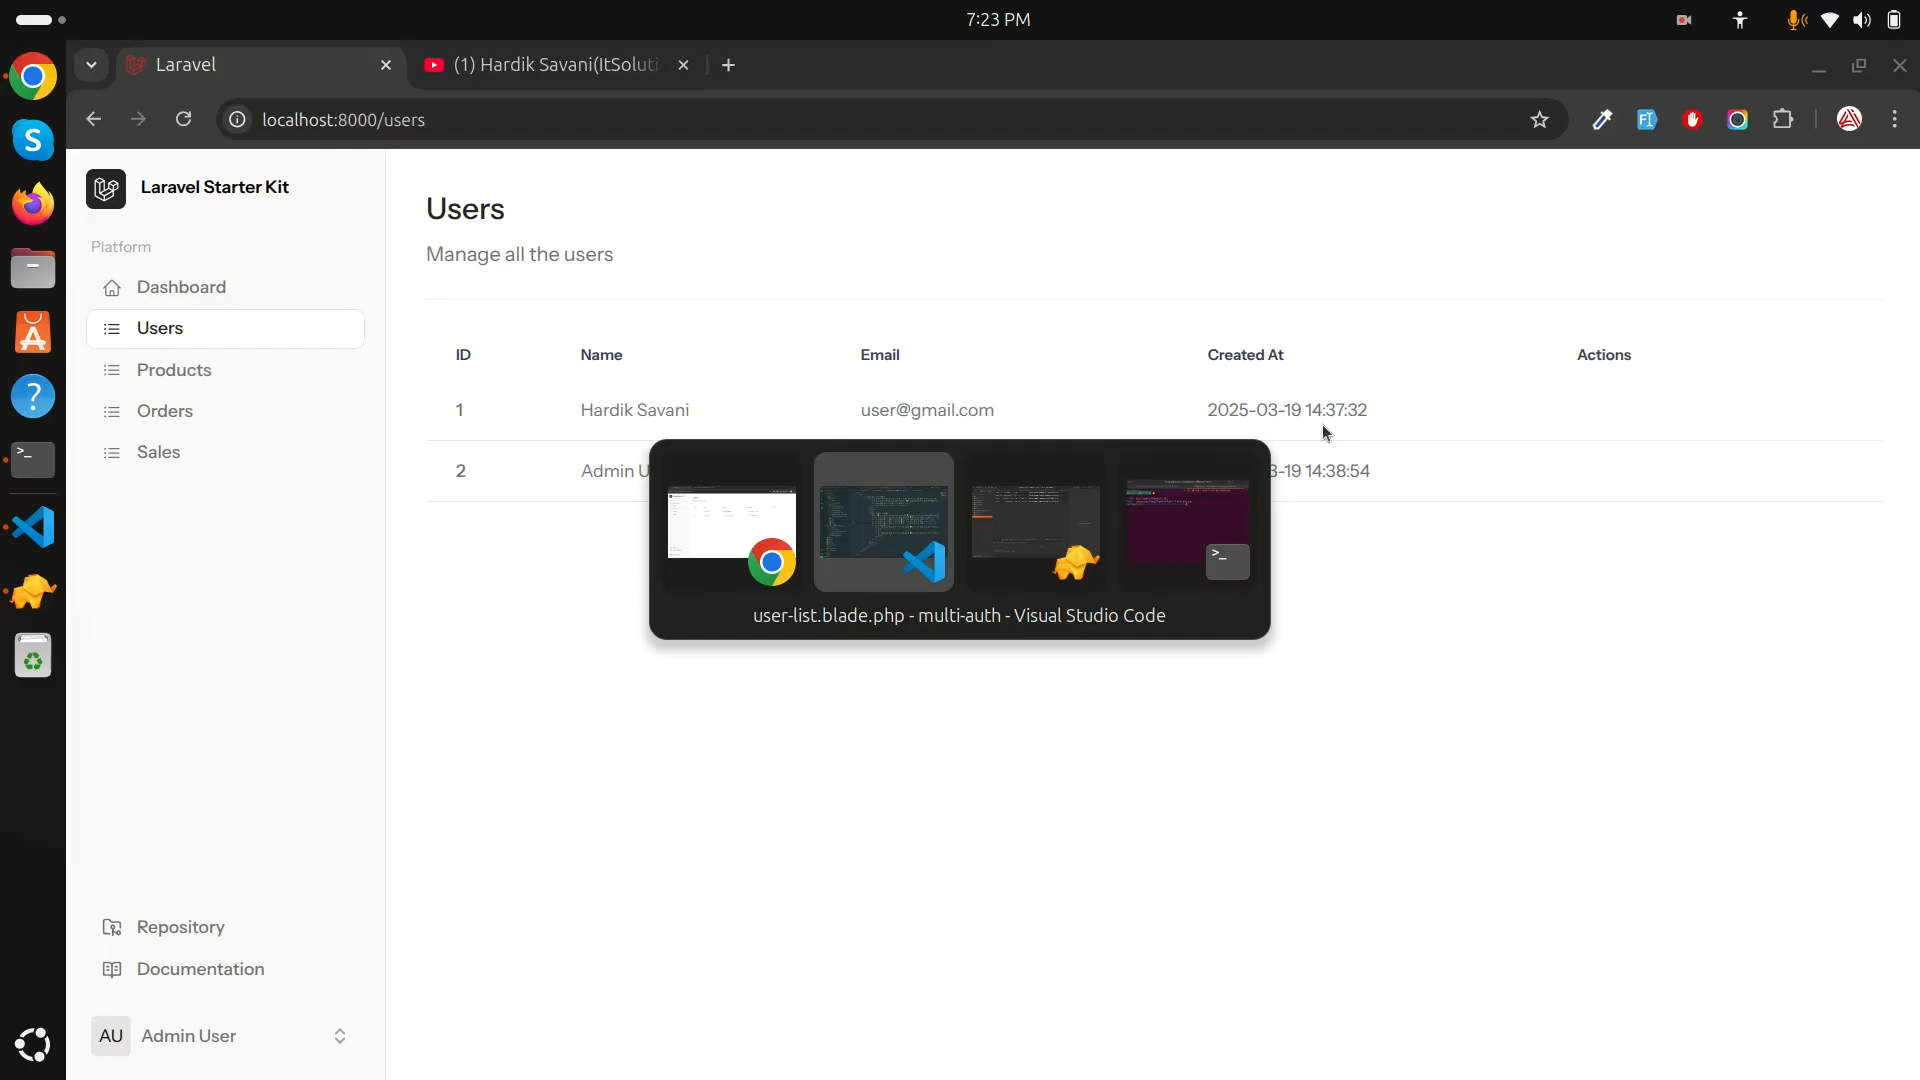 7:23 PM
Laravel
(1) Hardik Savani(ItSoluti
localhost:8000/users
Laravel Starter Kit
Platform
Dashboard
Users
Products
Orders
Sales
Repository
Documentation
AU Admin User
Users
Manage all the users
ID Name Email Created At Actions
1 Hardik Savani user@gmail.com 2025-03-19 14:37:32
2 Admin U 3-19 14:38:54
user-list.blade.php - multi-auth - Visual Studio Code